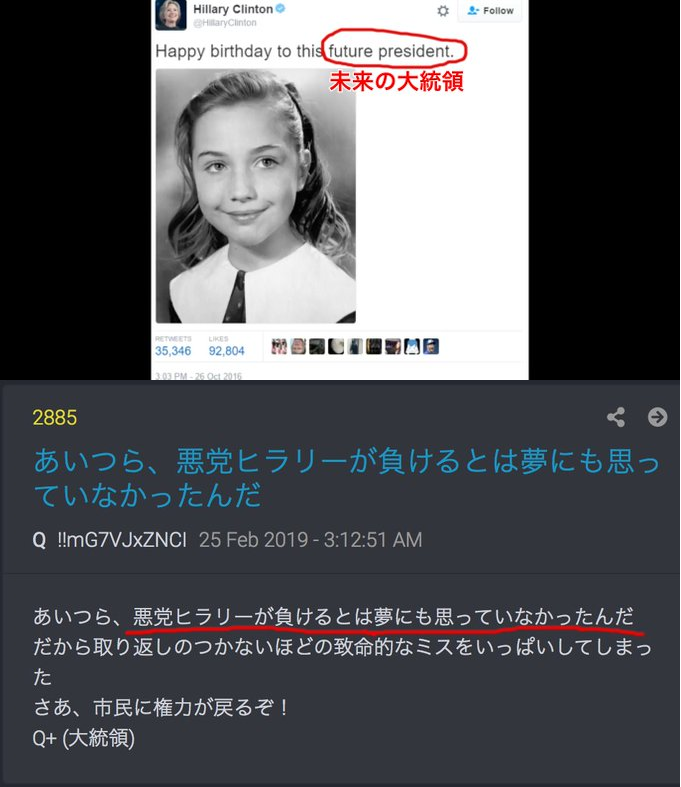 Hillary Clinton
Follow
@HillaryClinton
Happy birthday to this future president.
未来の大統領
RETWEETS
LIKES
35,346
92,804
3:03 PM - 26 Oct 2016
2885
あいつら、悪党ヒラリーが負けるとは夢にも思っ
ていなかったんだ
Q !!mG7VJxZNCI 25 Feb 2019 - 3:12:51 AM
あいつら、悪党ヒラリーが負けるとは夢にも思っていなかったんだ
だから取り返しのつかないほどの致命的なミスをいっぱいしてしまっ
た
さあ、市民に権力が戻るぞ！
Q+ (大統領)